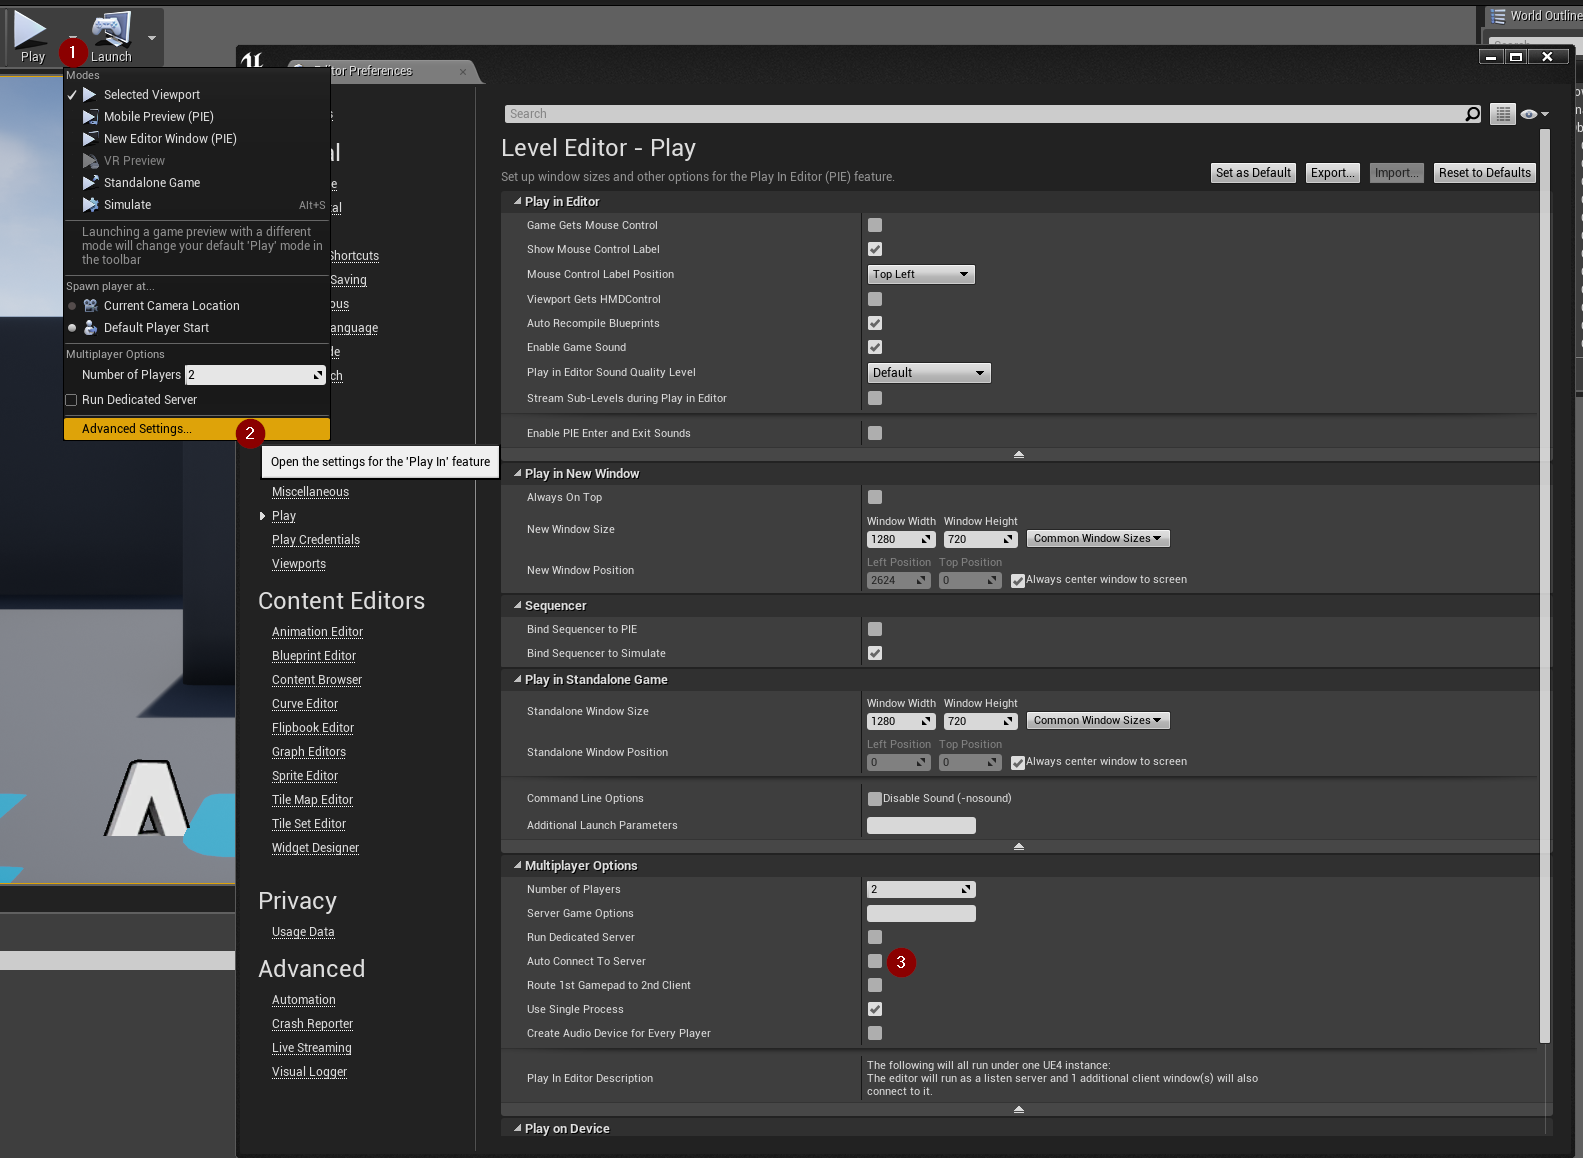 Play
1
Launch
World Outline
Search
Editor Preferences
Modes
Selected Viewport
Mobile Preview (PIE)
New Editor Window (PIE)
VR Preview
Standalone Game
Simulate Alt+S
Launching a game preview with a different
mode will change your default 'Play' mode in
the toolbar
Spawn player at...
Current Camera Location
Default Player Start
Multiplayer Options
Number of Players 2
Run Dedicated Server
Advanced Settings...
2
Open the settings for the 'Play In' feature
Shortcuts
Saving
anguage
Miscellaneous
Play
Play Credentials
Viewports
Content Editors
Animation Editor
Blueprint Editor
Content Browser
Curve Editor
Flipbook Editor
Graph Editors
Sprite Editor
Tile Map Editor
Tile Set Editor
Widget Designer
Privacy
Usage Data
Advanced
Automation
Crash Reporter
Live Streaming
Visual Logger
Search
Level Editor - Play
Set up window sizes and other options for the Play In Editor (PIE) feature.
Set as Default Export... Import... Reset to Defaults
Play in Editor
Game Gets Mouse Control
Show Mouse Control Label
Mouse Control Label Position Top Left
Viewport Gets HMDControl
Auto Recompile Blueprints
Enable Game Sound
Play in Editor Sound Quality Level Default
Stream Sub-Levels during Play in Editor
Enable PIE Enter and Exit Sounds
Play in New Window
Always On Top
Window Width Window Height
New Window Size 1280 720 Common Window Sizes
Left Position Top Position
New Window Position 2624 0 Always center window to screen
Sequencer
Bind Sequencer to PIE
Bind Sequencer to Simulate
Play in Standalone Game
Window Width Window Height
Standalone Window Size 1280 720 Common Window Sizes
Left Position Top Position
Standalone Window Position 0 0 Always center window to screen
Command Line Options Disable Sound (-nosound)
Additional Launch Parameters
Multiplayer Options
Number of Players 2
Server Game Options
Run Dedicated Server
Auto Connect To Server 3
Route 1st Gamepad to 2nd Client
Use Single Process
Create Audio Device for Every Player
Play In Editor Description
The following will all run under one UE4 instance:
The editor will run as a listen server and 1 additional client window(s) will also
connect to it.
Play on Device